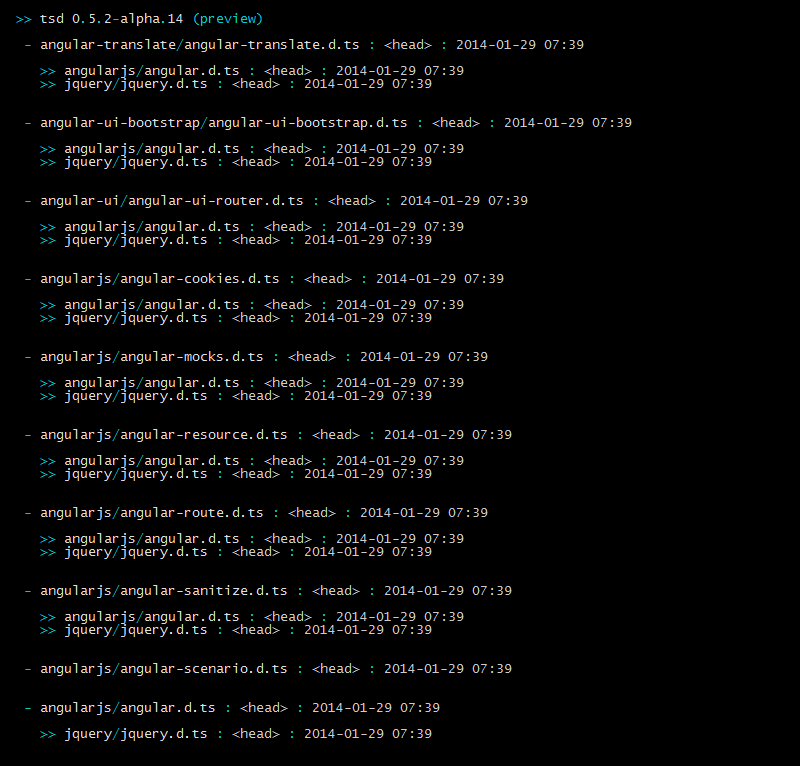 >> tsd 0.5.2-alpha.14 (preview)
- angular-translate/angular-translate.d.ts : <head> : 2014-01-29 07:39
>> angularjs/angular.d.ts : <head> : 2014-01-29 07:39
>> jquery/jquery.d.ts : <head> : 2014-01-29 07:39
- angular-ui-bootstrap/angular-ui-bootstrap.d.ts : <head> : 2014-01-29 07:39
>> angularjs/angular.d.ts : <head> : 2014-01-29 07:39
>> jquery/jquery.d.ts : <head> : 2014-01-29 07:39
- angular-ui/angular-ui-router.d.ts : <head> : 2014-01-29 07:39
>> angularjs/angular.d.ts : <head> : 2014-01-29 07:39
>> jquery/jquery.d.ts : <head> : 2014-01-29 07:39
- angularjs/angular-cookies.d.ts : <head> : 2014-01-29 07:39
>> angularjs/angular.d.ts : <head> : 2014-01-29 07:39
>> jquery/jquery.d.ts : <head> : 2014-01-29 07:39
- angularjs/angular-mocks.d.ts : <head> : 2014-01-29 07:39
>> angularjs/angular.d.ts : <head> : 2014-01-29 07:39
>> jquery/jquery.d.ts : <head> : 2014-01-29 07:39
- angularjs/angular-resource.d.ts : <head> : 2014-01-29 07:39
>> angularjs/angular.d.ts : <head> : 2014-01-29 07:39
>> jquery/jquery.d.ts : <head> : 2014-01-29 07:39
- angularjs/angular-route.d.ts : <head> : 2014-01-29 07:39
>> angularjs/angular.d.ts : <head> : 2014-01-29 07:39
>> jquery/jquery.d.ts : <head> : 2014-01-29 07:39
- angularjs/angular-sanitize.d.ts : <head> : 2014-01-29 07:39
>> angularjs/angular.d.ts : <head> : 2014-01-29 07:39
>> jquery/jquery.d.ts : <head> : 2014-01-29 07:39
- angularjs/angular-scenario.d.ts : <head> : 2014-01-29 07:39
- angularjs/angular.d.ts : <head> : 2014-01-29 07:39
>> jquery/jquery.d.ts : <head> : 2014-01-29 07:39